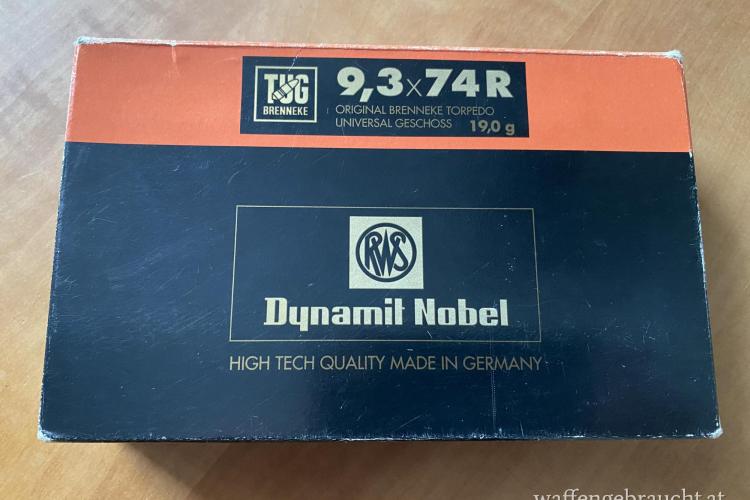 TUG
BRENNEKE
9,3x74R
ORIGINAL BRENNEKE TORPEDO
UNIVERSAL GESCHOSS 19,0 g
RWS
Dynamit Nobel
HIGH TECH QUALITY MADE IN GERMANY
waffengebraucht.at